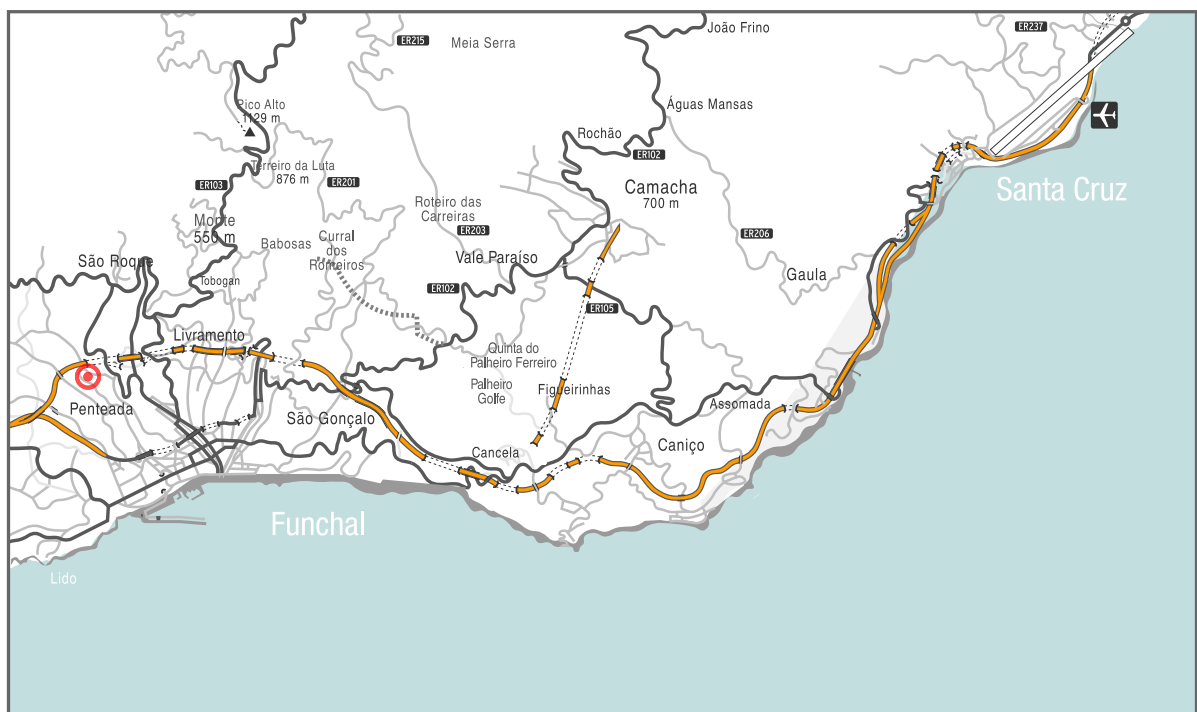 João Frino
ER237
ER215
Meia Serra
Pico Alto
1129 m
Águas Mansas
Rochão
ER102
Terreiro da Luta
876 m
ER103
ER201
Camacha
700 m
Santa Cruz
Roteiro das
Carreiras
Monte
550 m
ER203
ER206
Babosas
Curral
dos
Romeiros
Vale Paraíso
São Roque
Tobogan
Gaula
ER102
ER105
Livramento
Quinta do
Palheiro Ferreiro
Palheiro
Golfe
Figueirinhas
Penteada
São Gonçalo
Assomada
Cancela
Caniço
Funchal
Lido